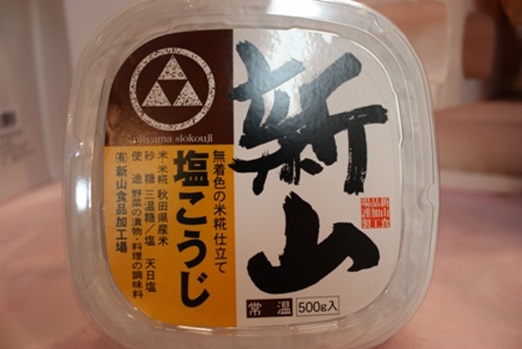 新山
niiyama siokouji
無着色の米糀仕立て
塩こうじ
米・米糀 秋田県産米
砂 糖 三温糖／塩 天日塩
使 途 野菜の漬物・料理の調味料
㈲新山食品加工場
常温 500g入